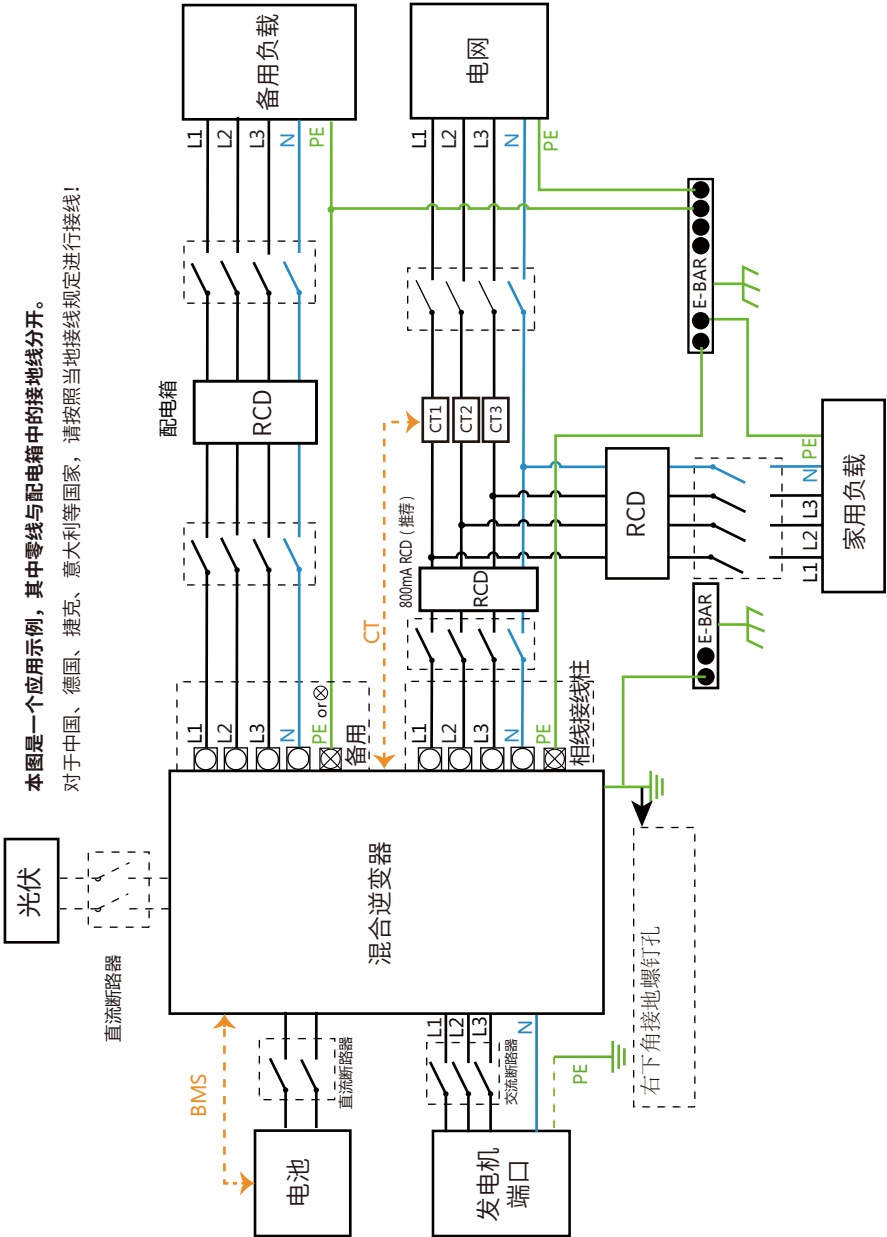 本图是一个应用示例，其中零线与配电箱中的接地线分开。
对于中国、德国、捷克、意大利等国家，请按照当地接线规定进行接线！
光伏
直流断路器
BMS
电池
直流断路器
混合逆变器
发电机
端口
交流断路器
L1
L2
L3
N
PE
右下角接地螺钉孔
备用
L1
L2
L3
N
PE or
配电箱
RCD
L1
L2
L3
N
PE
备用负载
CT
相线接线柱
L1
L2
L3
N
PE
800mA RCD（推荐）
RCD
CT1
CT2
CT3
L1
L2
L3
N
PE
电网
RCD
L1
L2
L3
N
PE
家用负载
E-BAR
E-BAR